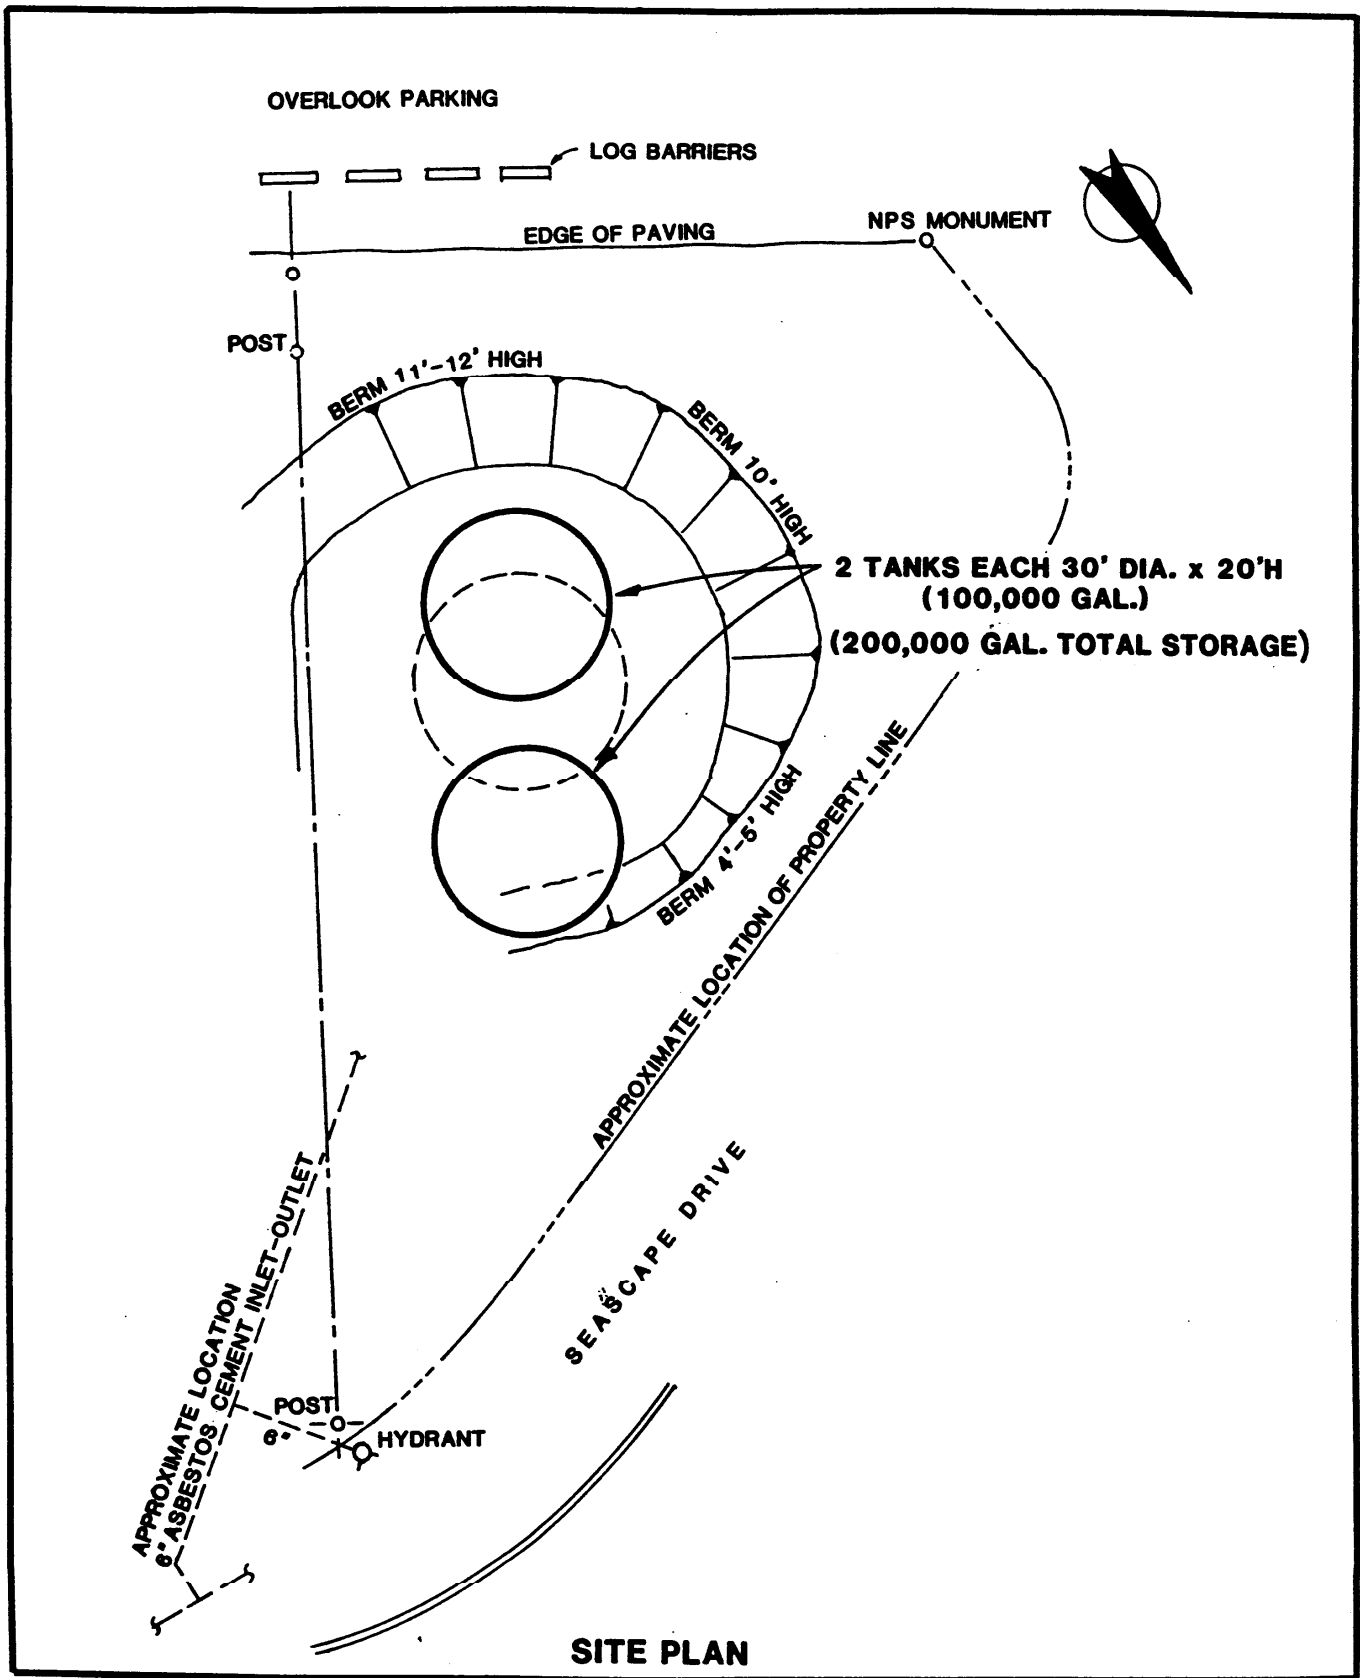 OVERLOOK PARKING
LOG BARRIERS
NPS MONUMENT
EDGE OF PAVING
POST
BERM 11'-12' HIGH
BERM 10' HIGH
2 TANKS EACH 30' DIA. x 20'H
(100,000 GAL.)
(200,000 GAL. TOTAL STORAGE)
BERM 4'-5' HIGH
APPROXIMATE LOCATION OF PROPERTY LINE
SEASCAPE DRIVE
APPROXIMATE LOCATION
6" ASBESTOS CEMENT INLET-OUTLET
POST
6"
HYDRANT
SITE PLAN